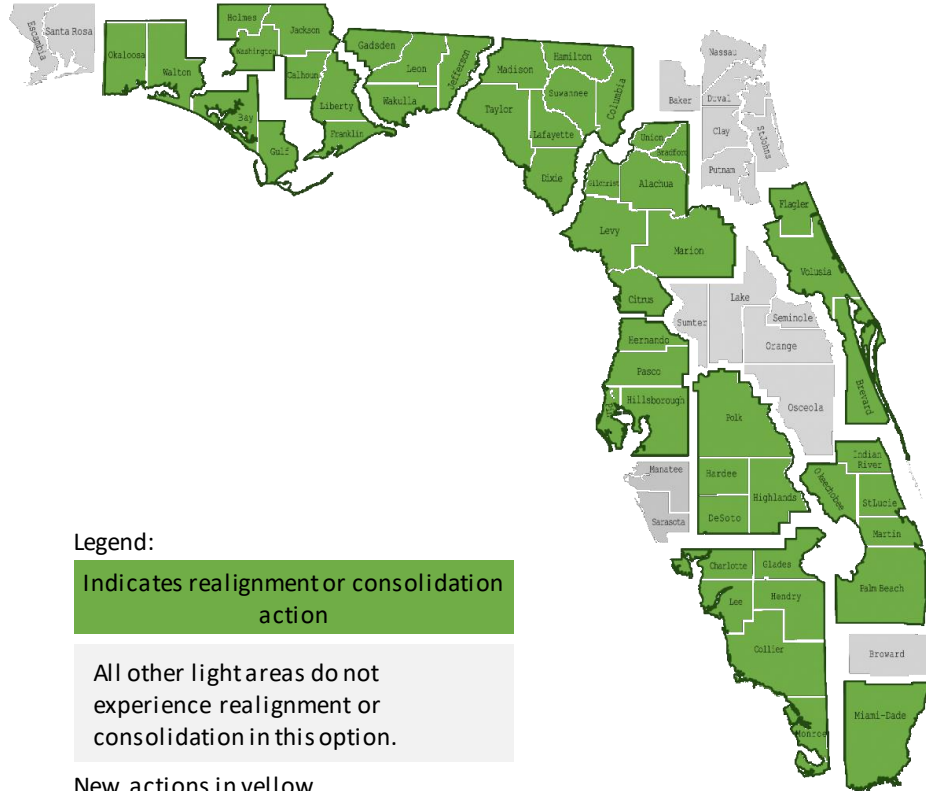 Escambia
Santa Rosa
Okaloosa
Walton
Holmes
Jackson
Washington
Bay
Calhoun
Gulf
Liberty
Franklin
Gadsden
Leon
Jefferson
Wakulla
Madison
Hamilton
Taylor
Suwannee
Columbia
Lafayette
Dixie
Nassau
Baker
Duval
Clay
St Johns
Putnam
Union
Bradford
Gilchrist
Alachua
Levy
Marion
Citrus
Flagler
Volusia
Sumter
Lake
Seminole
Orange
Osceola
Brevard
Hernando
Pasco
Hillsborough
Polk
Hardee
Highlands
DeSoto
Manatee
Sarasota
Indian
River
Okeechobee
StLucie
Martin
Palm Beach
Charlotte
Glades
Lee
Hendry
Collier
Monroe
Broward
Miami-Dade
Legend:
Indicates realignment or consolidation
action
All other light areas do not
experience realignment or
consolidation in this option.
New actions in yellow